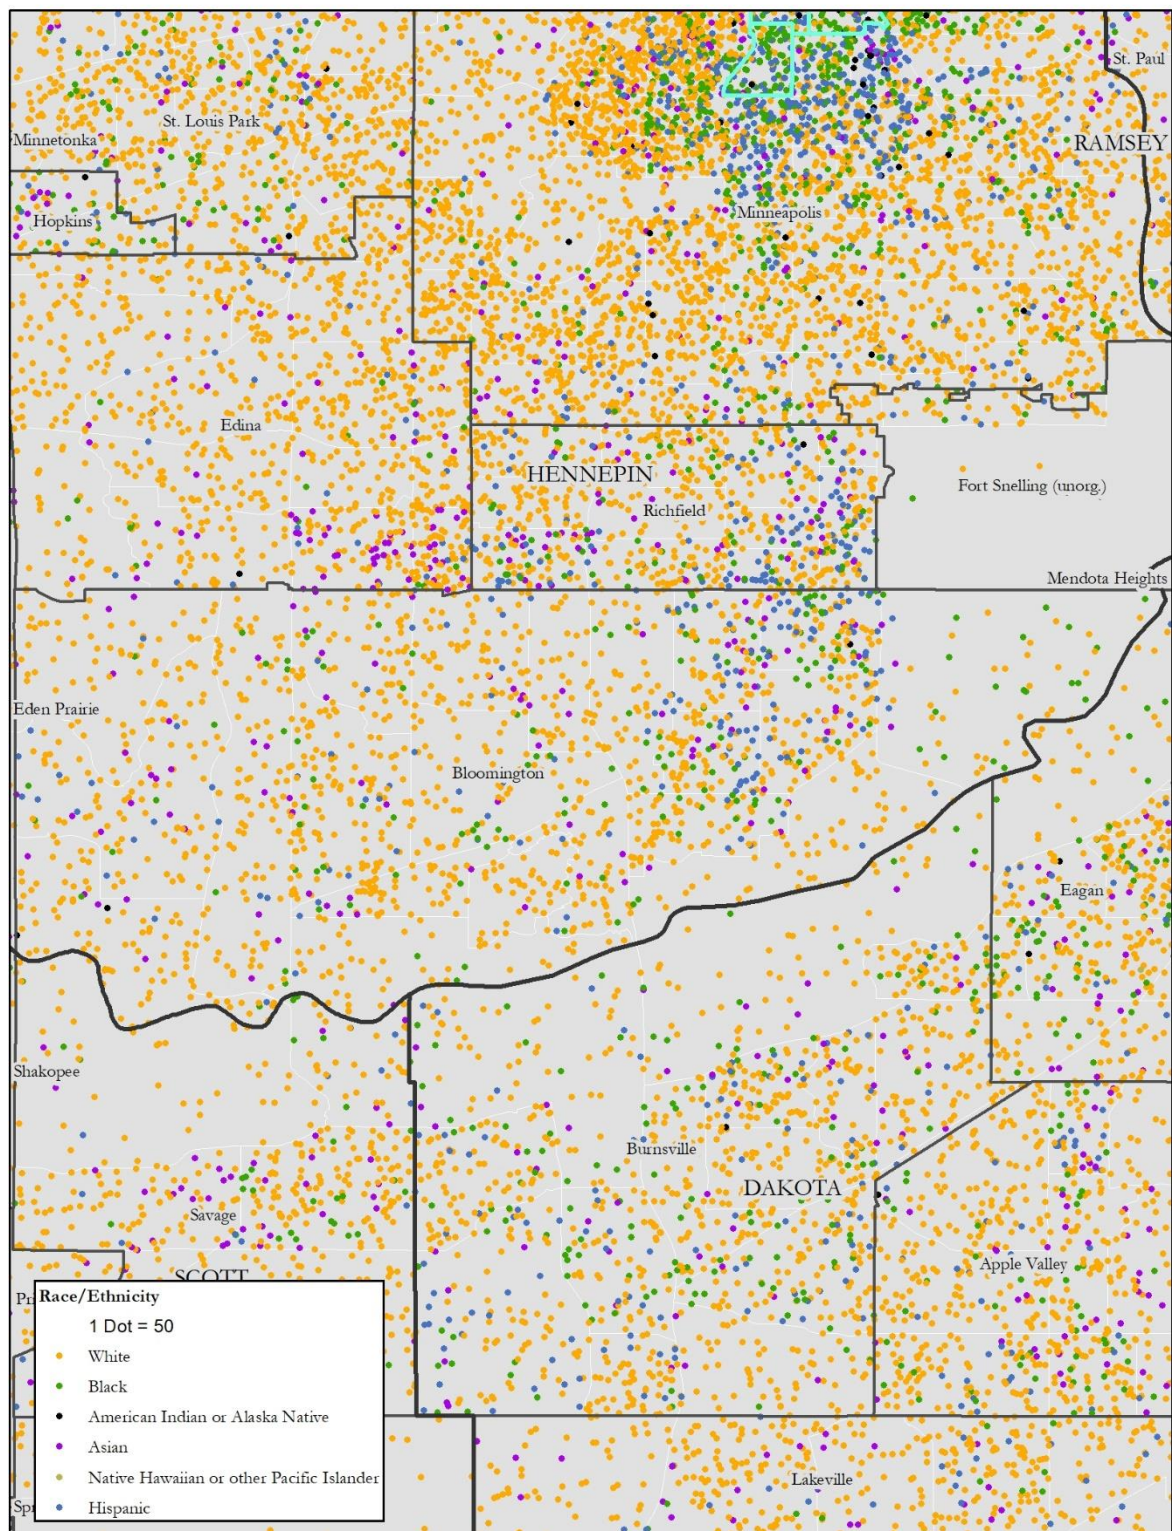 St. Paul
St. Louis Park
Minnetonka
RAMSEY
Hopkins
Minneapolis
Edina
HENNEPIN
Fort Snelling (unorg.)
Richfield
Mendota Heights
Eden Prairie
Bloomington
Eagan
Shakopee
Burnsville
DAKOTA
Savage
Apple Valley
SCOTT
Pri
Race/Ethnicity
1 Dot = 50
White
Black
American Indian or Alaska Native
Asian
Native Hawaiian or other Pacific Islander
Lakeville
Spr
Hispanic